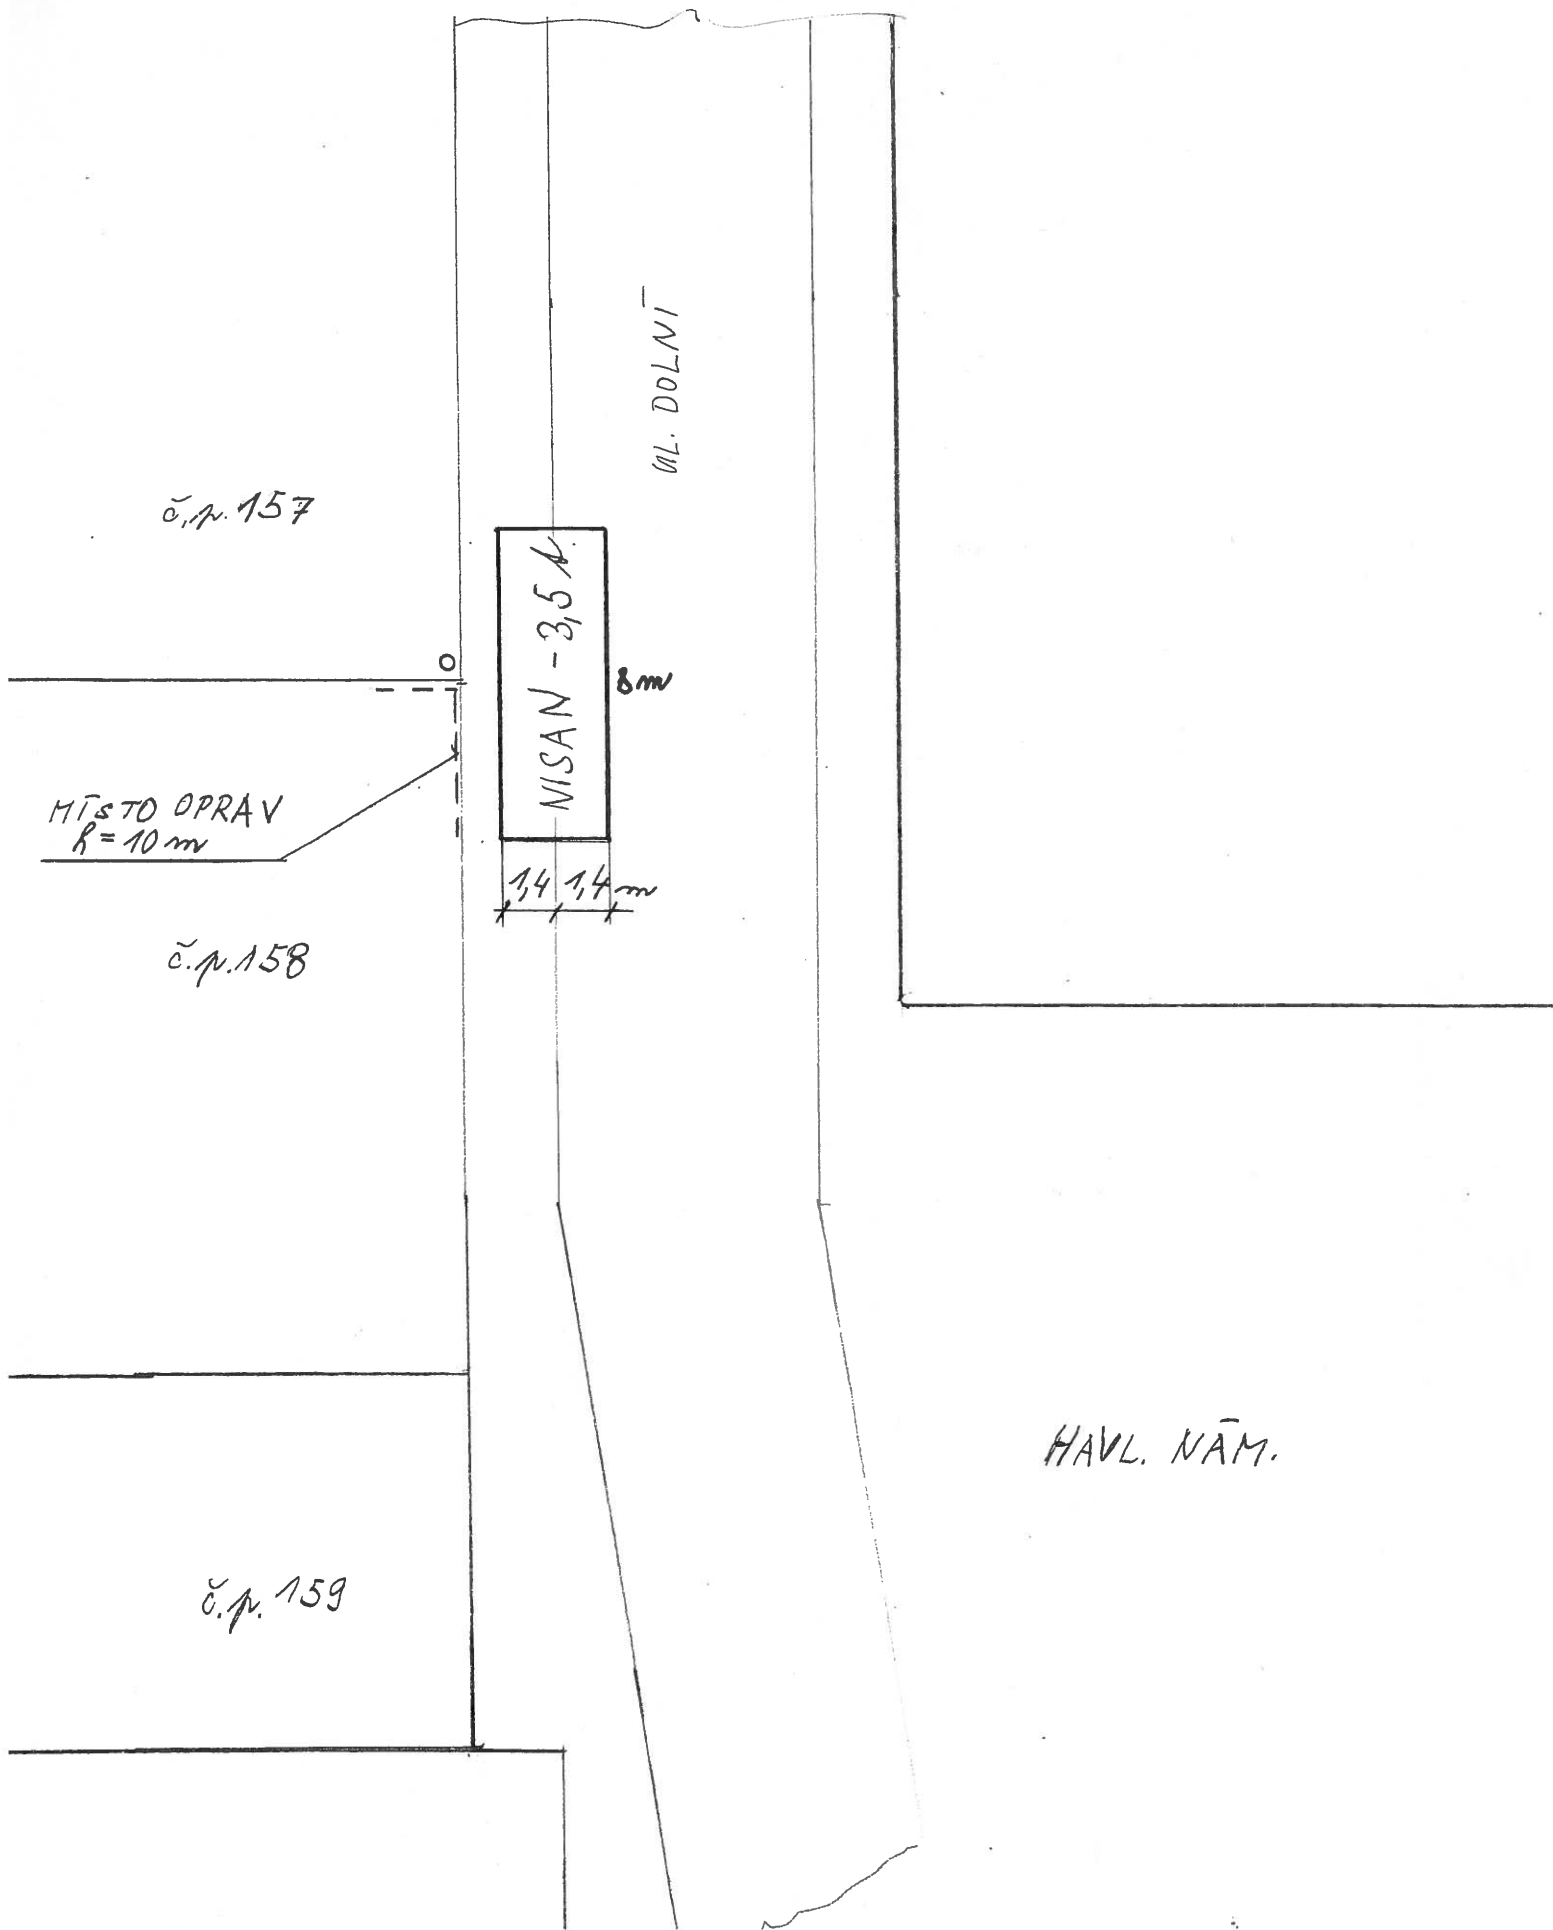 UL. DOLNÍ
č.p. 157
NISAN - 3,5 t.
8 m
MÍSTO OPRAV
h = 10 m
1,4 1,4 m
č.p. 158
HAVL. NÁM.
č.p. 159